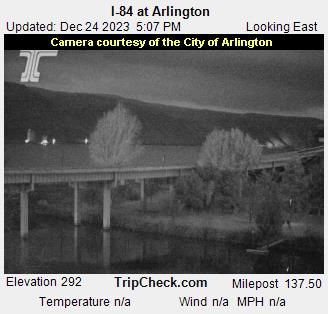 I-84 at Arlington
Updated: Dec 24 2023 5:07 PM Looking East
Camera courtesy of the City of Arlington
Elevation 292 TripCheck.com Milepost 137.50
Temperature n/a Wind n/a MPH n/a